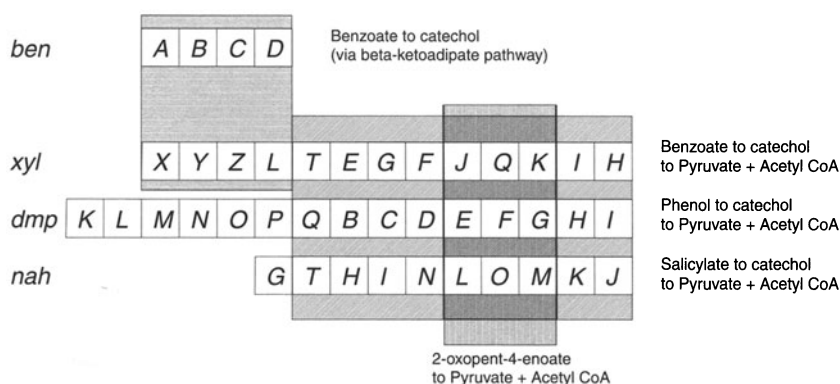 ben A B C D Benzoate to catechol
(via beta-ketoadipate pathway)
xyl X Y Z L T E G F J Q K I H Benzoate to catechol
to Pyruvate + Acetyl CoA
dmp K L M N O P Q B C D E F G H I Phenol to catechol
to Pyruvate + Acetyl CoA
nah G T H I N L O M K J Salicylate to catechol
to Pyruvate + Acetyl CoA
2-oxopent-4-enoate
to Pyruvate + Acetyl CoA